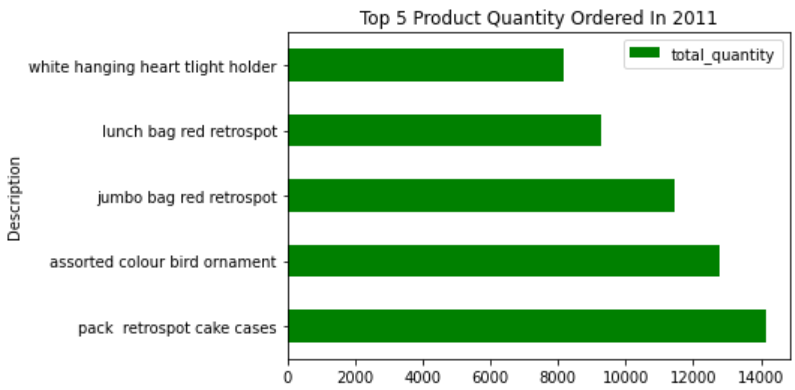 Top 5 Product Quantity Ordered In 2011
total_quantity
Description
white hanging heart tlight holder
lunch bag red retrospot
jumbo bag red retrospot
assorted colour bird ornament
pack  retrospot cake cases
0 2000 4000 6000 8000 10000 12000 14000